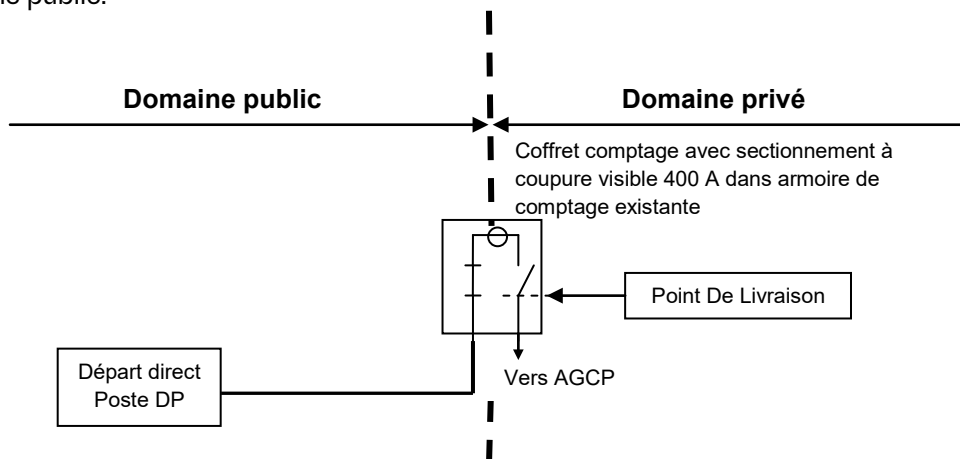 public.
Domaine public
Domaine privé
Coffret comptage avec sectionnement à
coupure visible 400 A dans armoire de
comptage existante
Point De Livraison
Départ direct
Poste DP
Vers AGCP